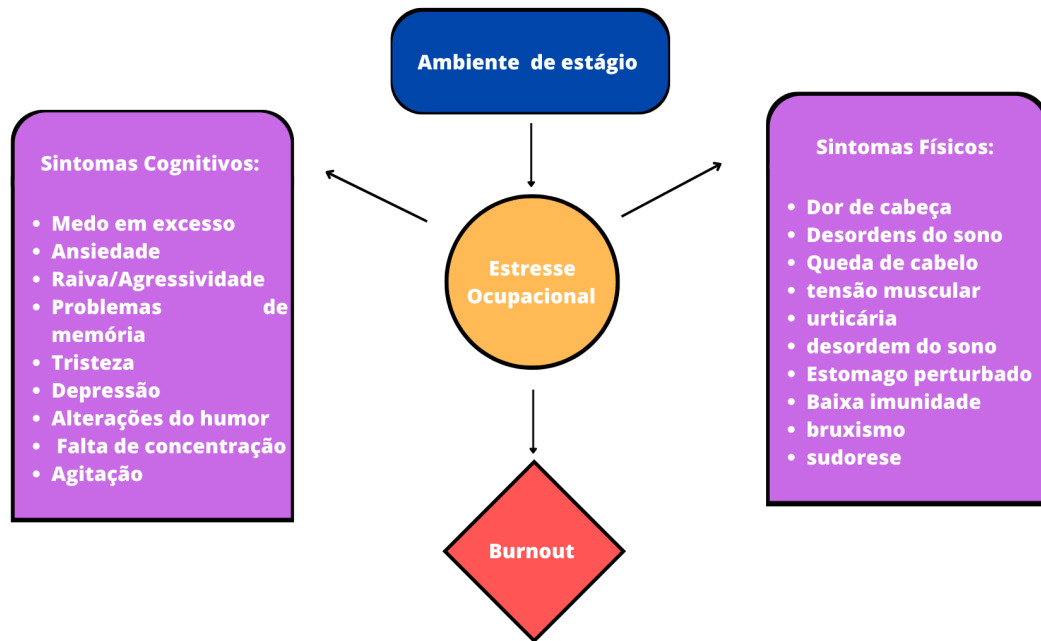 Ambiente de estágio
Sintomas Cognitivos:
Medo em excesso
Ansiedade
Raiva/Agressividade
Problemas de
memória
Tristeza
Depressão
Alterações do humor
Falta de concentração
Agitação
Estresse
Ocupacional
Sintomas Físicos:
Dor de cabeça
Desordens do sono
Queda de cabelo
tensão muscular
urticária
desordem do sono
Estomago perturbado
Baixa imunidade
bruxismo
sudorese
Burnout